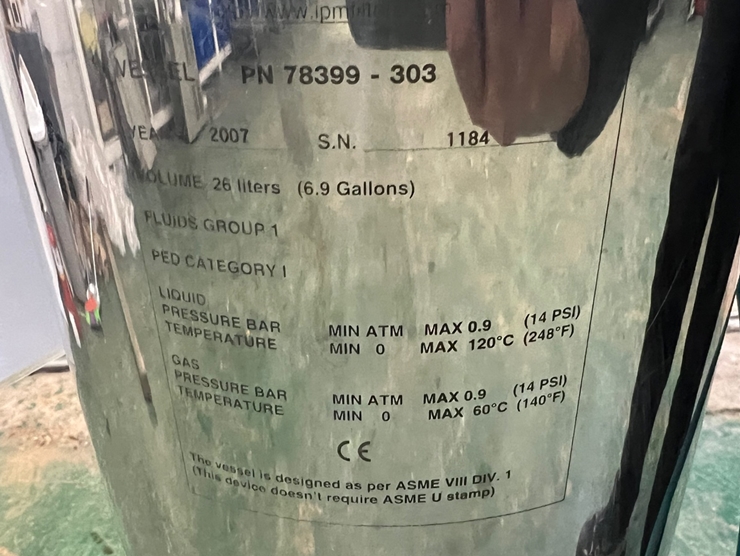 www.ipm
VESSEL PN 78399 - 303
YEAR 2007 S.N. 1184
VOLUME 26 liters (6.9 Gallons)
FLUIDS GROUP 1
PED CATEGORY I
LIQUID
PRESSURE BAR MIN ATM MAX 0.9 (14 PSI)
TEMPERATURE MIN 0 MAX 120°C (248°F)
GAS
PRESSURE BAR MIN ATM MAX 0.9 (14 PSI)
TEMPERATURE MIN 0 MAX 60°C (140°F)
CE
The vessel is designed as per ASME VIII DIV. 1
(This device doesn't require ASME U stamp)